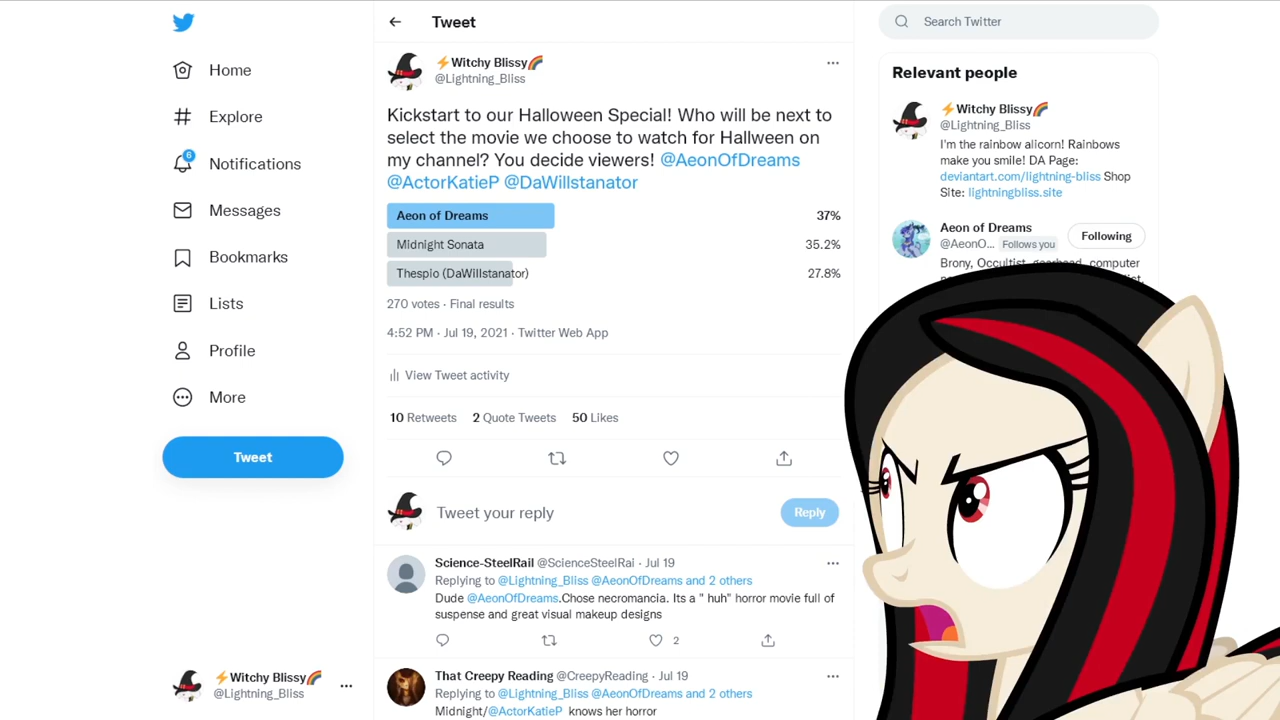 Home
Explore
6
Notifications
Messages
Bookmarks
Lists
Profile
More
Tweet
⚡Witchy Blissy🌈
@Lightning_Bliss
Tweet
⚡Witchy Blissy🌈
@Lightning_Bliss
Kickstart to our Halloween Special! Who will be next to
select the movie we choose to watch for Hallween on
my channel? You decide viewers! @AeonOfDreams
@ActorKatieP @DaWillstanator
Aeon of Dreams 37%
Midnight Sonata 35.2%
Thespio (DaWillstanator) 27.8%
270 votes · Final results
4:52 PM · Jul 19, 2021 · Twitter Web App
View Tweet activity
10 Retweets 2 Quote Tweets 50 Likes
Tweet your reply
Reply
Science-SteelRail @ScienceSteelRai · Jul 19
Replying to @Lightning_Bliss @AeonOfDreams and 2 others
Dude @AeonOfDreams.Chose necromancia. Its a " huh" horror movie full of
suspense and great visual makeup designs
2
That Creepy Reading @CreepyReading · Jul 19
Replying to @Lightning_Bliss @AeonOfDreams and 2 others
Midnight/@ActorKatieP knows her horror
Search Twitter
Relevant people
⚡Witchy Blissy🌈
@Lightning_Bliss
I'm the rainbow alicorn! Rainbows
make you smile! DA Page:
deviantart.com/lightning-bliss Shop
Site: lightningbliss.site
Aeon of Dreams
@AeonO... Follows you
Following
Brony, Occultist, gearhead, computer